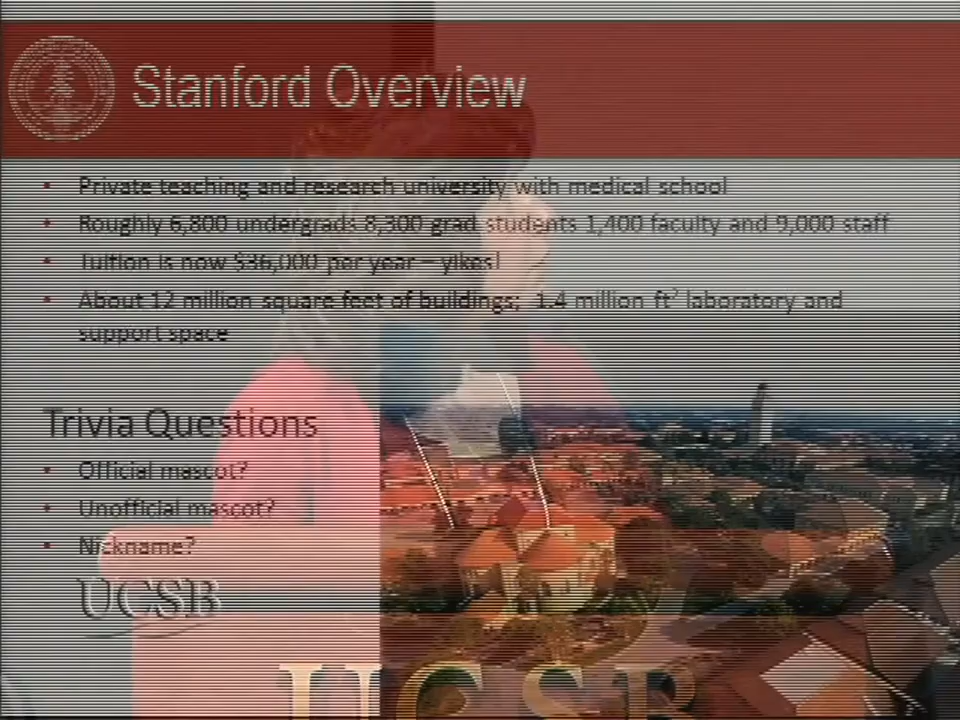 Stanford Overview
Private teaching and research university with medical school
Roughly 6,800 undergrads 8,300 grad students 1,400 faculty and 9,000 staff
Tuition is now $36,000 per year – yikes!
About 12 million square feet of buildings; 1.4 million ft² laboratory and
support space
Trivia Questions
Official mascot?
Unofficial mascot?
Nickname?
UCSB
UCSB